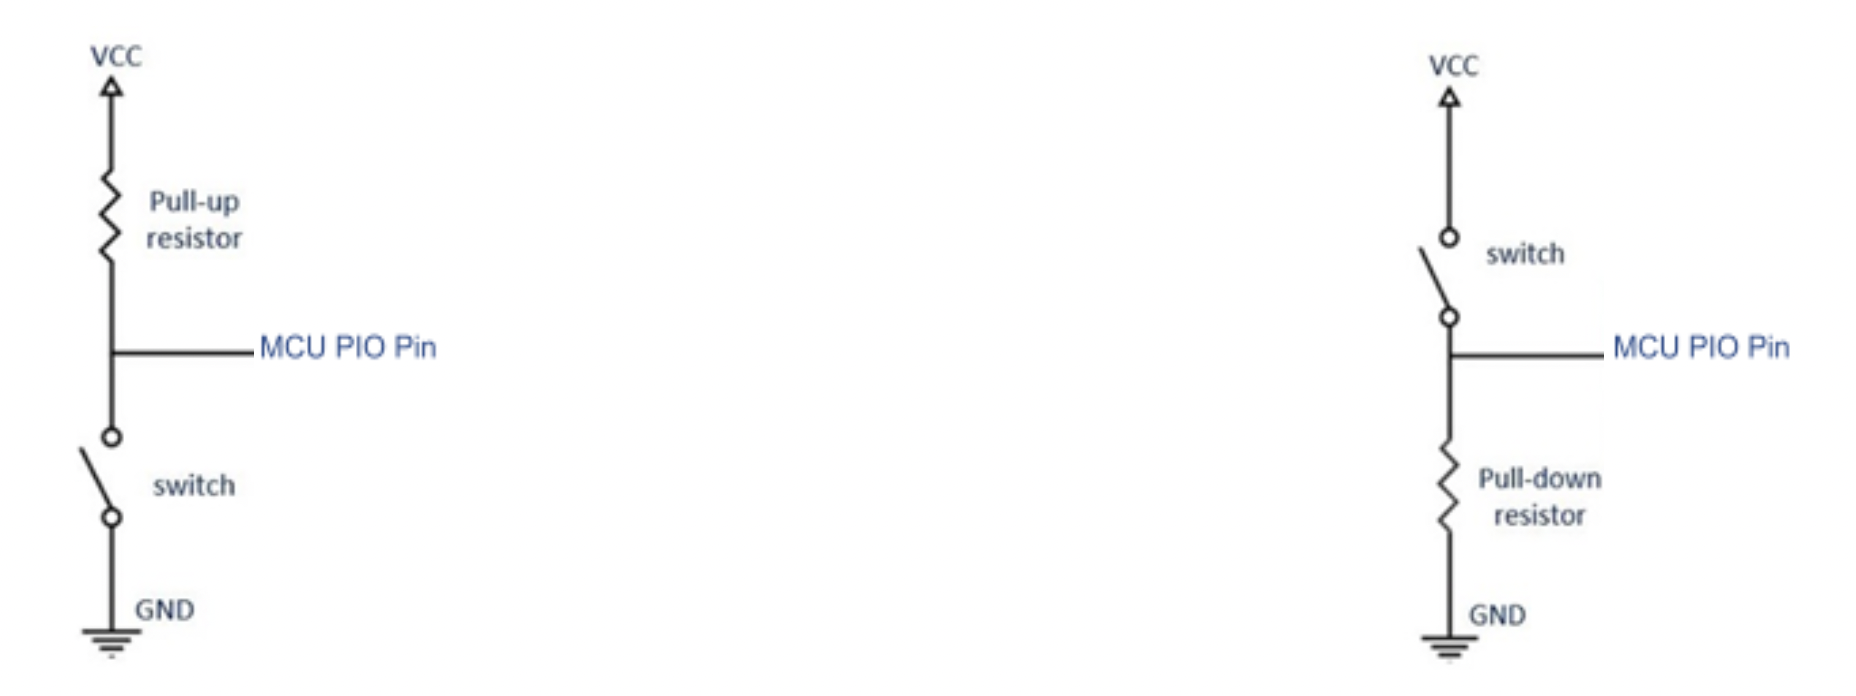 VCC
Pull-up
resistor
MCU PIO Pin
switch
GND
VCC
switch
MCU PIO Pin
Pull-down
resistor
GND